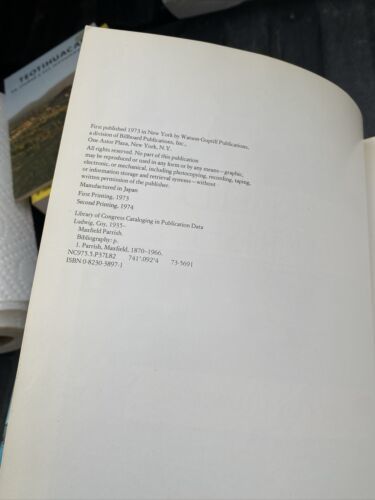 TEOTIHUACA
First published 1973 in New York by Watson-Guptill Publications,
a division of Billboard Publications, Inc.,
One Astor Plaza, New York, N.Y.
All rights reserved. No part of this publication
may be reproduced or used in any form or by any means – graphic,
electronic, or mechanical, including photocopying, recording, taping,
or information storage and retrieval systems – without
written permission of the publisher.
Manufactured in Japan
First Printing, 1973
Second Printing, 1974
Library of Congress Cataloging in Publication Data
Ludwig, Coy, 1935–
Maxfield Parrish.
Bibliography: p.
1. Parrish, Maxfield, 1870–1966.
NC975.5.P37L82 741'.092'4 73-5691
ISBN 0-8230-3897-1